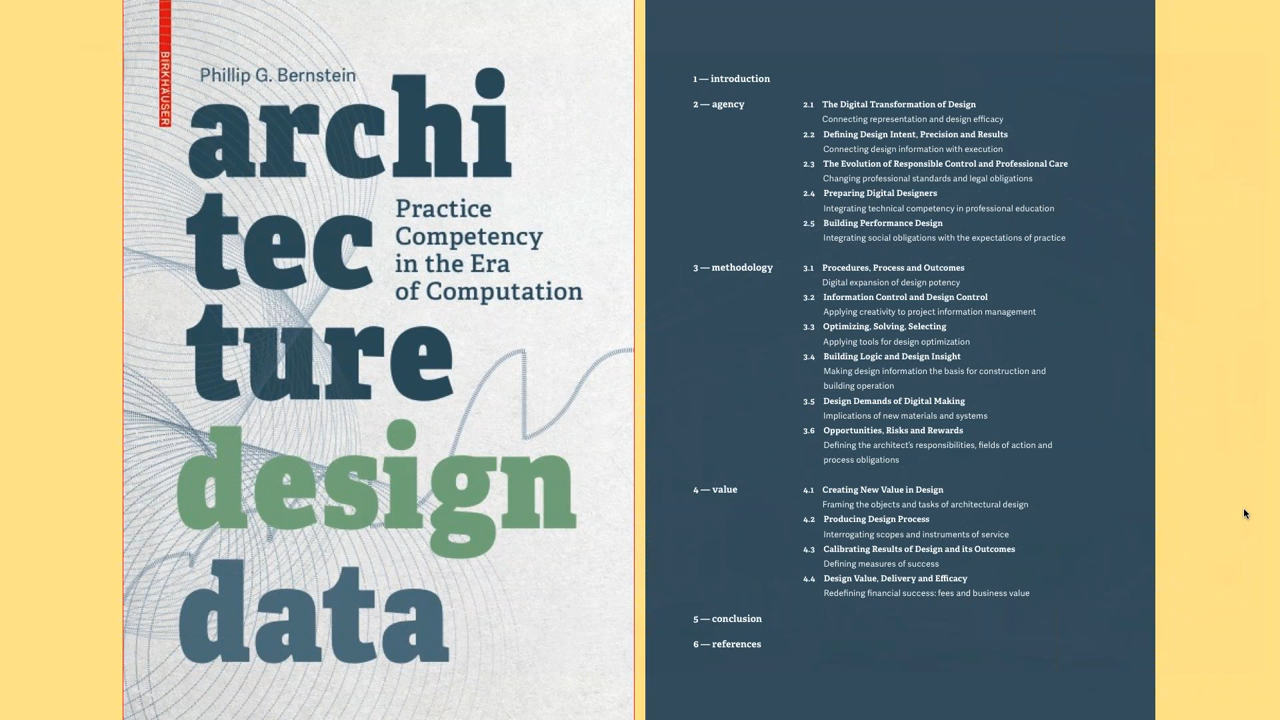 BIRKHÄUSER
Phillip G. Bernstein
archi
tec
ture
Practice
Competency
in the Era
of Computation
design
data
1 — introduction
2 — agency
2.1 The Digital Transformation of Design
Connecting representation and design efficacy
2.2 Defining Design Intent, Precision and Results
Connecting design information with execution
2.3 The Evolution of Responsible Control and Professional Care
Changing professional standards and legal obligations
2.4 Preparing Digital Designers
Integrating technical competency in professional education
2.5 Building Performance Design
Integrating social obligations with the expectations of practice
3 — methodology
3.1 Procedures, Process and Outcomes
Digital expansion of design potency
3.2 Information Control and Design Control
Applying creativity to project information management
3.3 Optimizing, Solving, Selecting
Applying tools for design optimization
3.4 Building Logic and Design Insight
Making design information the basis for construction and
building operation
3.5 Design Demands of Digital Making
Implications of new materials and systems
3.6 Opportunities, Risks and Rewards
Defining the architect's responsibilities, fields of action and
process obligations
4 — value
4.1 Creating New Value in Design
Framing the objects and tasks of architectural design
4.2 Producing Design Process
Interrogating scopes and instruments of service
4.3 Calibrating Results of Design and its Outcomes
Defining measures of success
4.4 Design Value, Delivery and Efficacy
Redefining financial success: fees and business value
5 — conclusion
6 — references